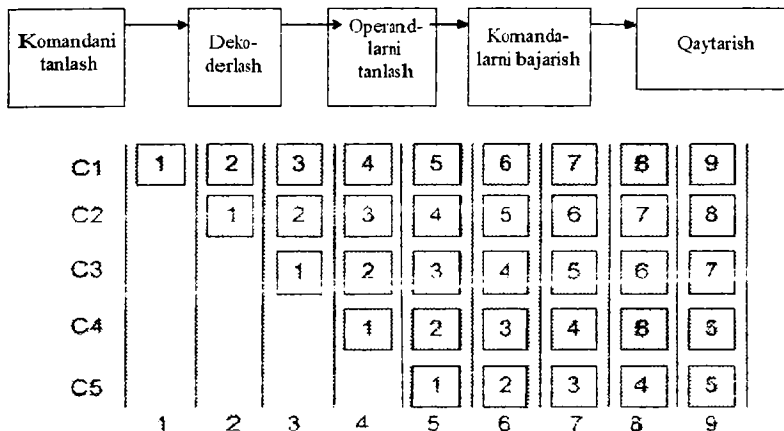 Komandani
tanlash
Deko-
derlash
Operand-
larni
tanlash
Komanda-
larni bajarish
Qaytarish
C1 1 2 3 4 5 6 7 8 9
C2 1 2 3 4 5 6 7 8
C3 1 2 3 4 5 6 7
C4 1 2 3 4 8 5
C5 1 2 3 4 5
1 2 3 4 5 6 7 8 9